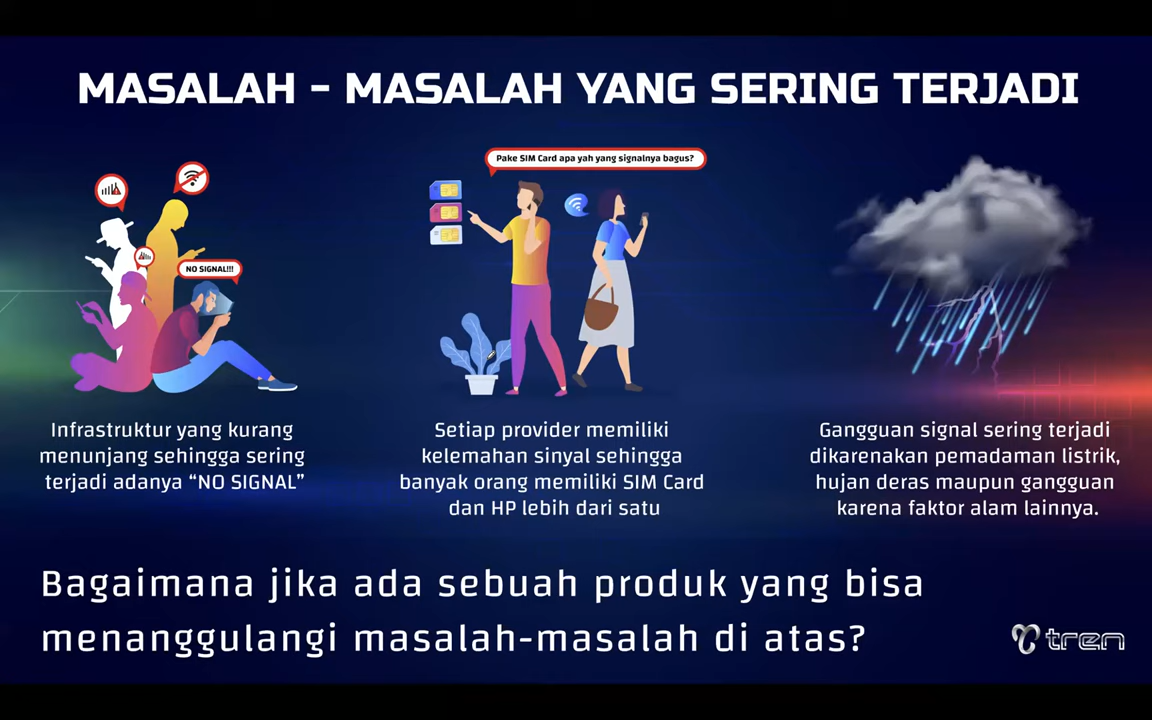 MASALAH - MASALAH YANG SERING TERJADI
NO SIGNAL!!!
Pake SIM Card apa yah yang signalnya bagus?
Infrastruktur yang kurang
menunjang sehingga sering
terjadi adanya “NO SIGNAL”
Setiap provider memiliki
kelemahan sinyal sehingga
banyak orang memiliki SIM Card
dan HP lebih dari satu
Gangguan signal sering terjadi
dikarenakan pemadaman listrik,
hujan deras maupun gangguan
karena faktor alam lainnya.
Bagaimana jika ada sebuah produk yang bisa
menanggulangi masalah-masalah di atas?
tren